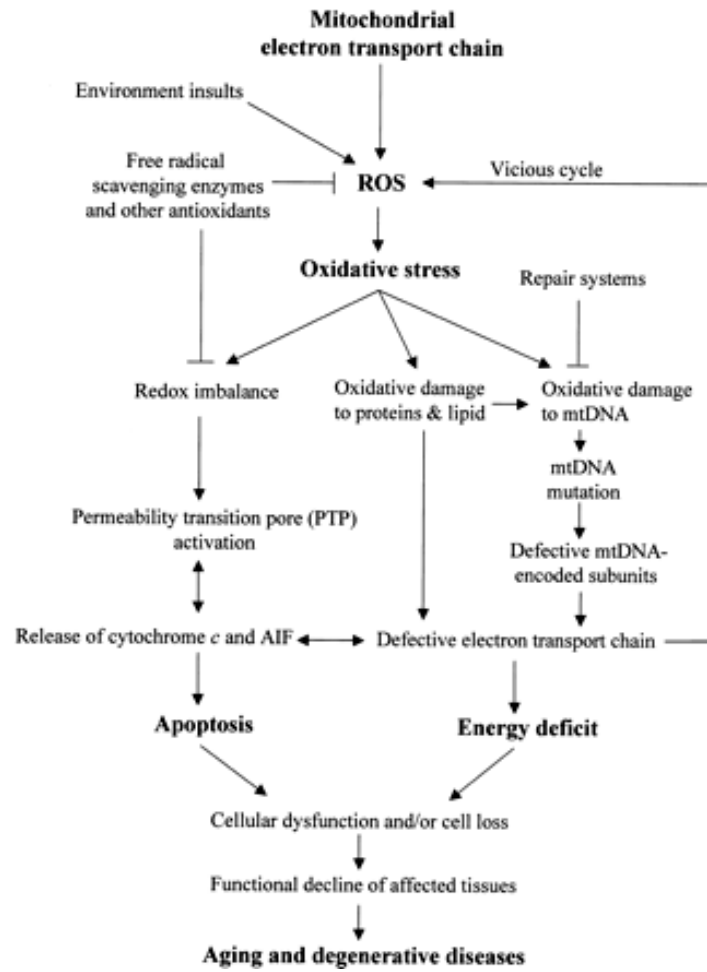 Mitochondrial
electron transport chain
Environment insults
Free radical
scavenging enzymes
and other antioxidants
ROS
Vicious cycle
Oxidative stress
Repair systems
Redox imbalance
Oxidative damage
to proteins & lipid
Oxidative damage
to mtDNA
mtDNA
mutation
Permeability transition pore (PTP)
activation
Defective mtDNA-
encoded subunits
Release of cytochrome c and AIF
Defective electron transport chain
Apoptosis
Energy deficit
Cellular dysfunction and/or cell loss
Functional decline of affected tissues
Aging and degenerative diseases